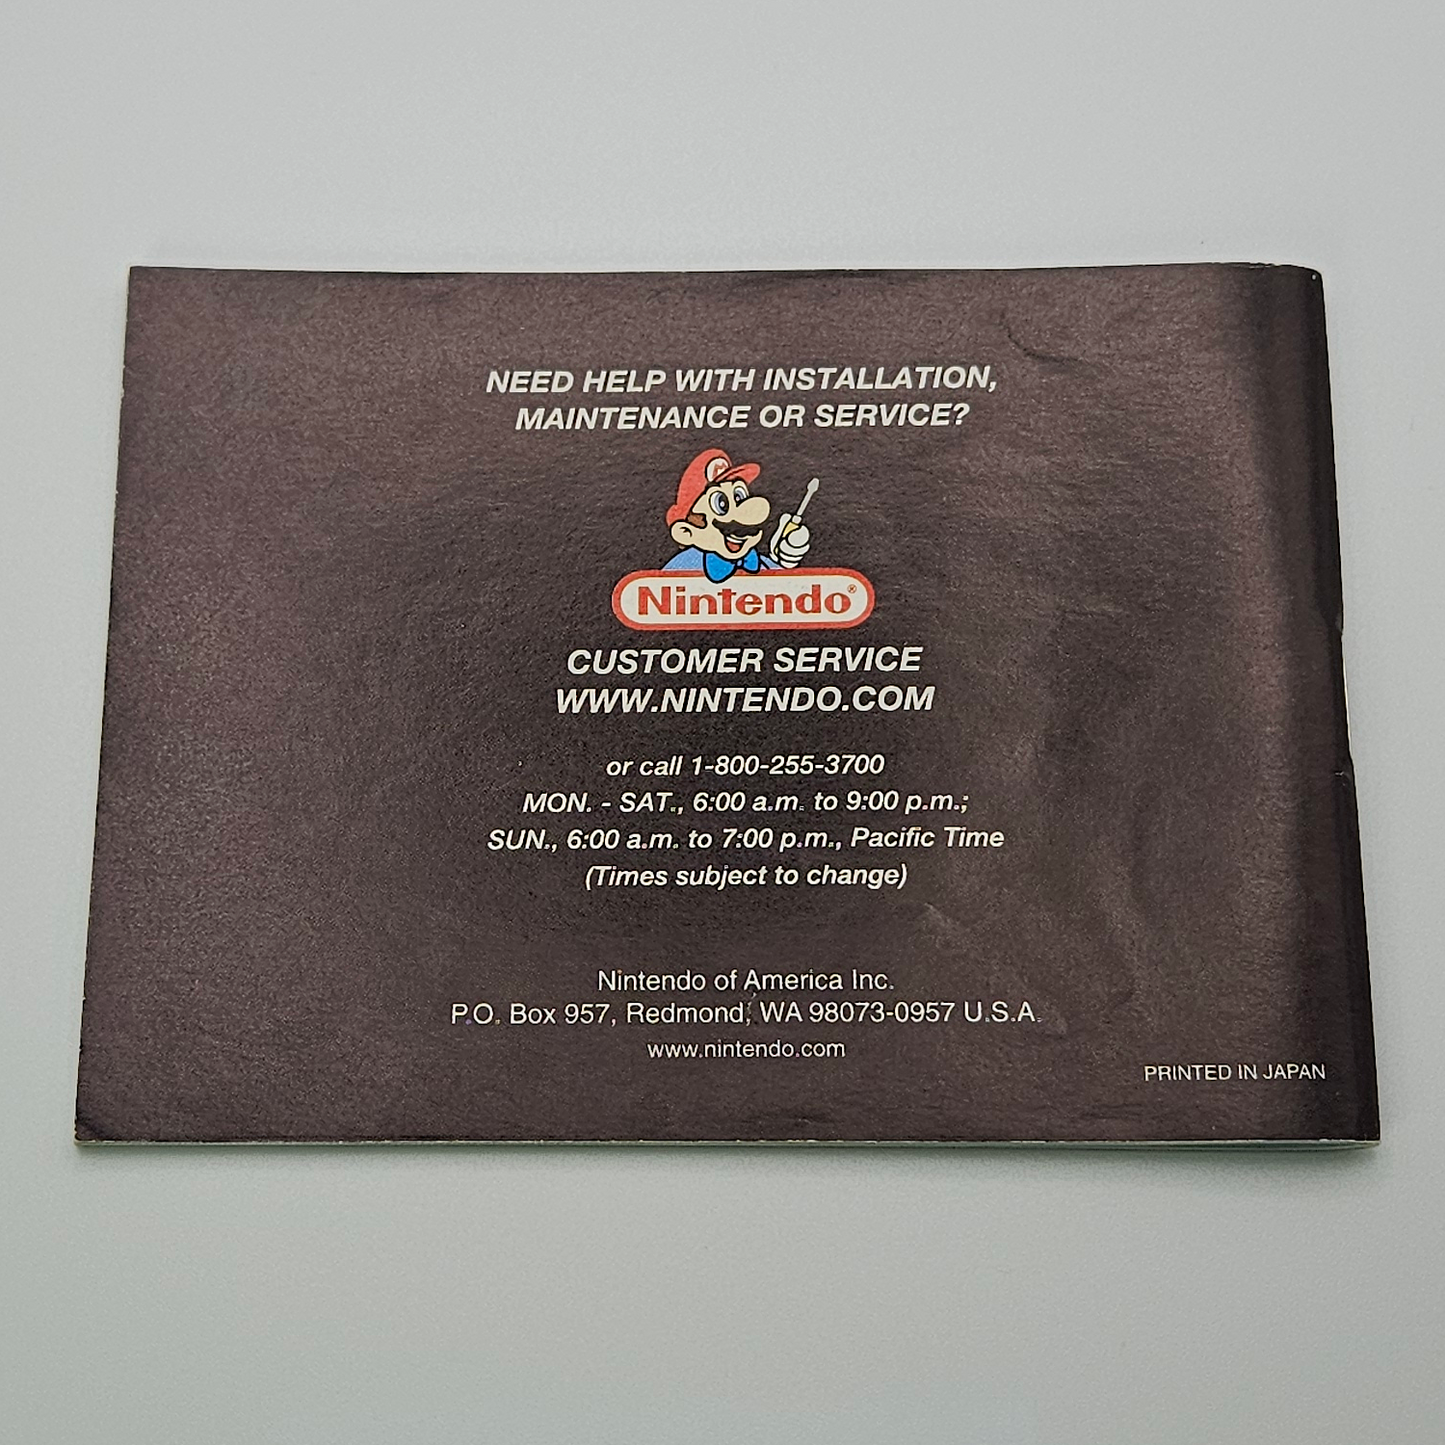 NEED HELP WITH INSTALLATION,
MAINTENANCE OR SERVICE?
M
Nintendo®
CUSTOMER SERVICE
WWW.NINTENDO.COM
or call 1-800-255-3700
MON. - SAT., 6:00 a.m. to 9:00 p.m.;
SUN., 6:00 a.m. to 7:00 p.m., Pacific Time
(Times subject to change)
Nintendo of America Inc.
P.O. Box 957, Redmond, WA 98073-0957 U.S.A.
www.nintendo.com
PRINTED IN JAPAN